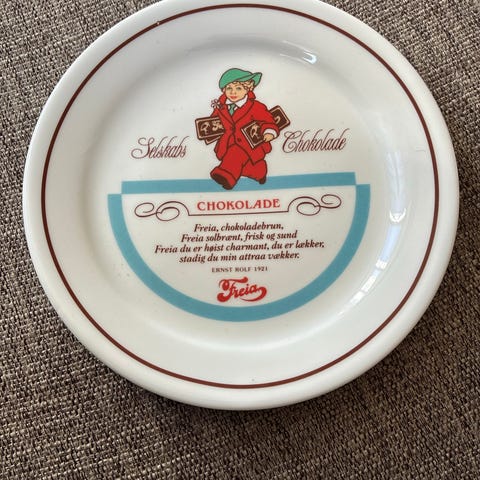 Selskabs Chokolade
CHOKOLADE
Freia, chokoladebrun,
Freia solbrænt, frisk og sund
Freia du er høist charmant, du er lækker,
stadig du min attraa vækker.
ERNST ROLF 1921
Freia